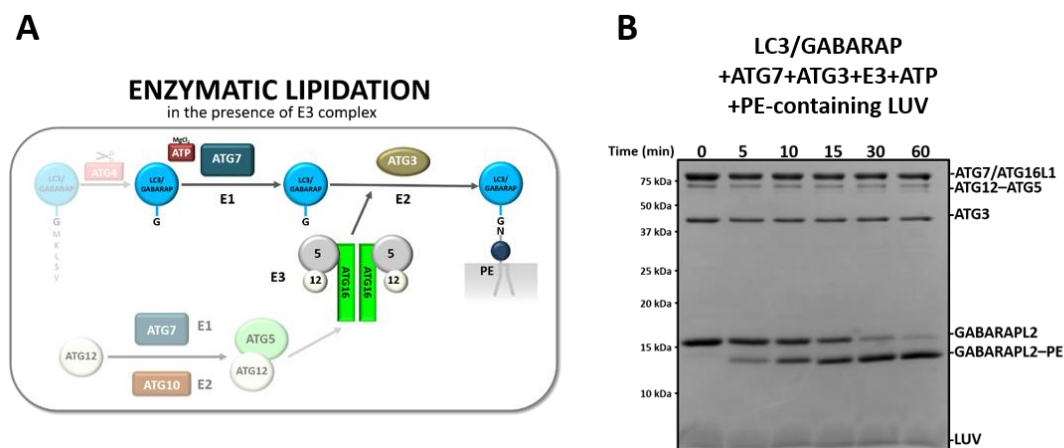 A
ENZYMATIC LIPIDATION
in the presence of E3 complex
LC3/
GABARAP
ATG4
LC3/
GABARAP
MgCl2
ATP
ATG7
LC3/
GABARAP
ATG3
LC3/
GABARAP
G
M
K
L
S
V
G
E1
G
E2
G
N
PE
E3
5
12
ATG16
ATG16
5
12
ATG12
ATG7
E1
ATG10
E2
ATG5
ATG12
B
LC3/GABARAP
+ATG7+ATG3+E3+ATP
+PE-containing LUV
Time (min) 0 5 10 15 30 60
75 kDa
50 kDa
37 kDa
25 kDa
20 kDa
15 kDa
10 kDa
-ATG7/ATG16L1
-ATG12–ATG5
-ATG3
-GABARAPL2
-GABARAPL2–PE
-LUV